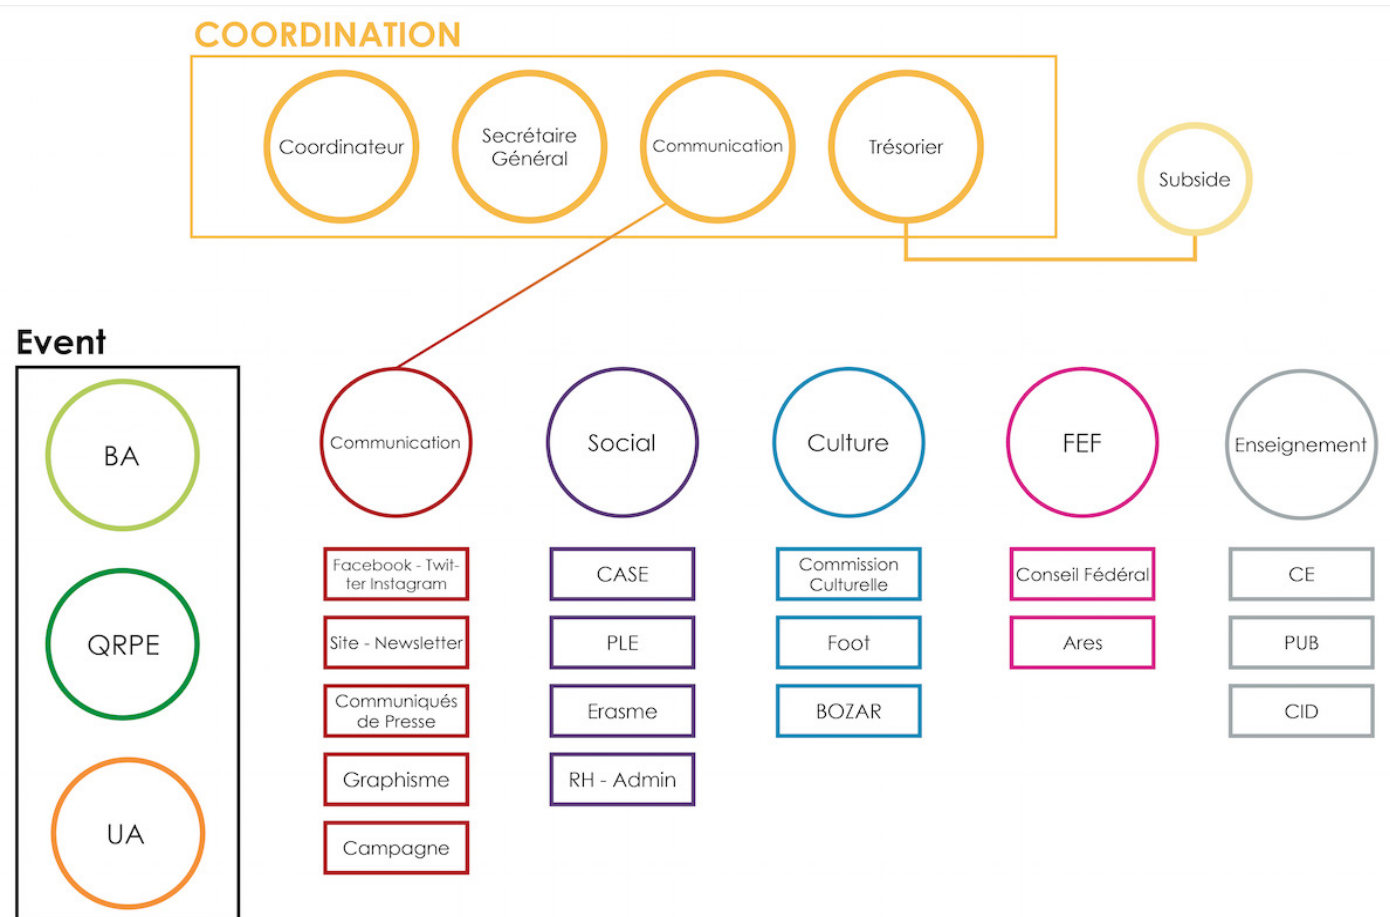 COORDINATION
Coordinateur
Secrétaire
Général
Communication
Trésorier
Subside
Event
BA
QRPE
UA
Communication
Social
Culture
FEF
Enseignement
Facebook - Twit-
ter Instagram
Site - Newsletter
Communiqués
de Presse
Graphisme
Campagne
CASE
PLE
Erasme
RH - Admin
Commission
Culturelle
Foot
BOZAR
Conseil Fédéral
Ares
CE
PUB
CID